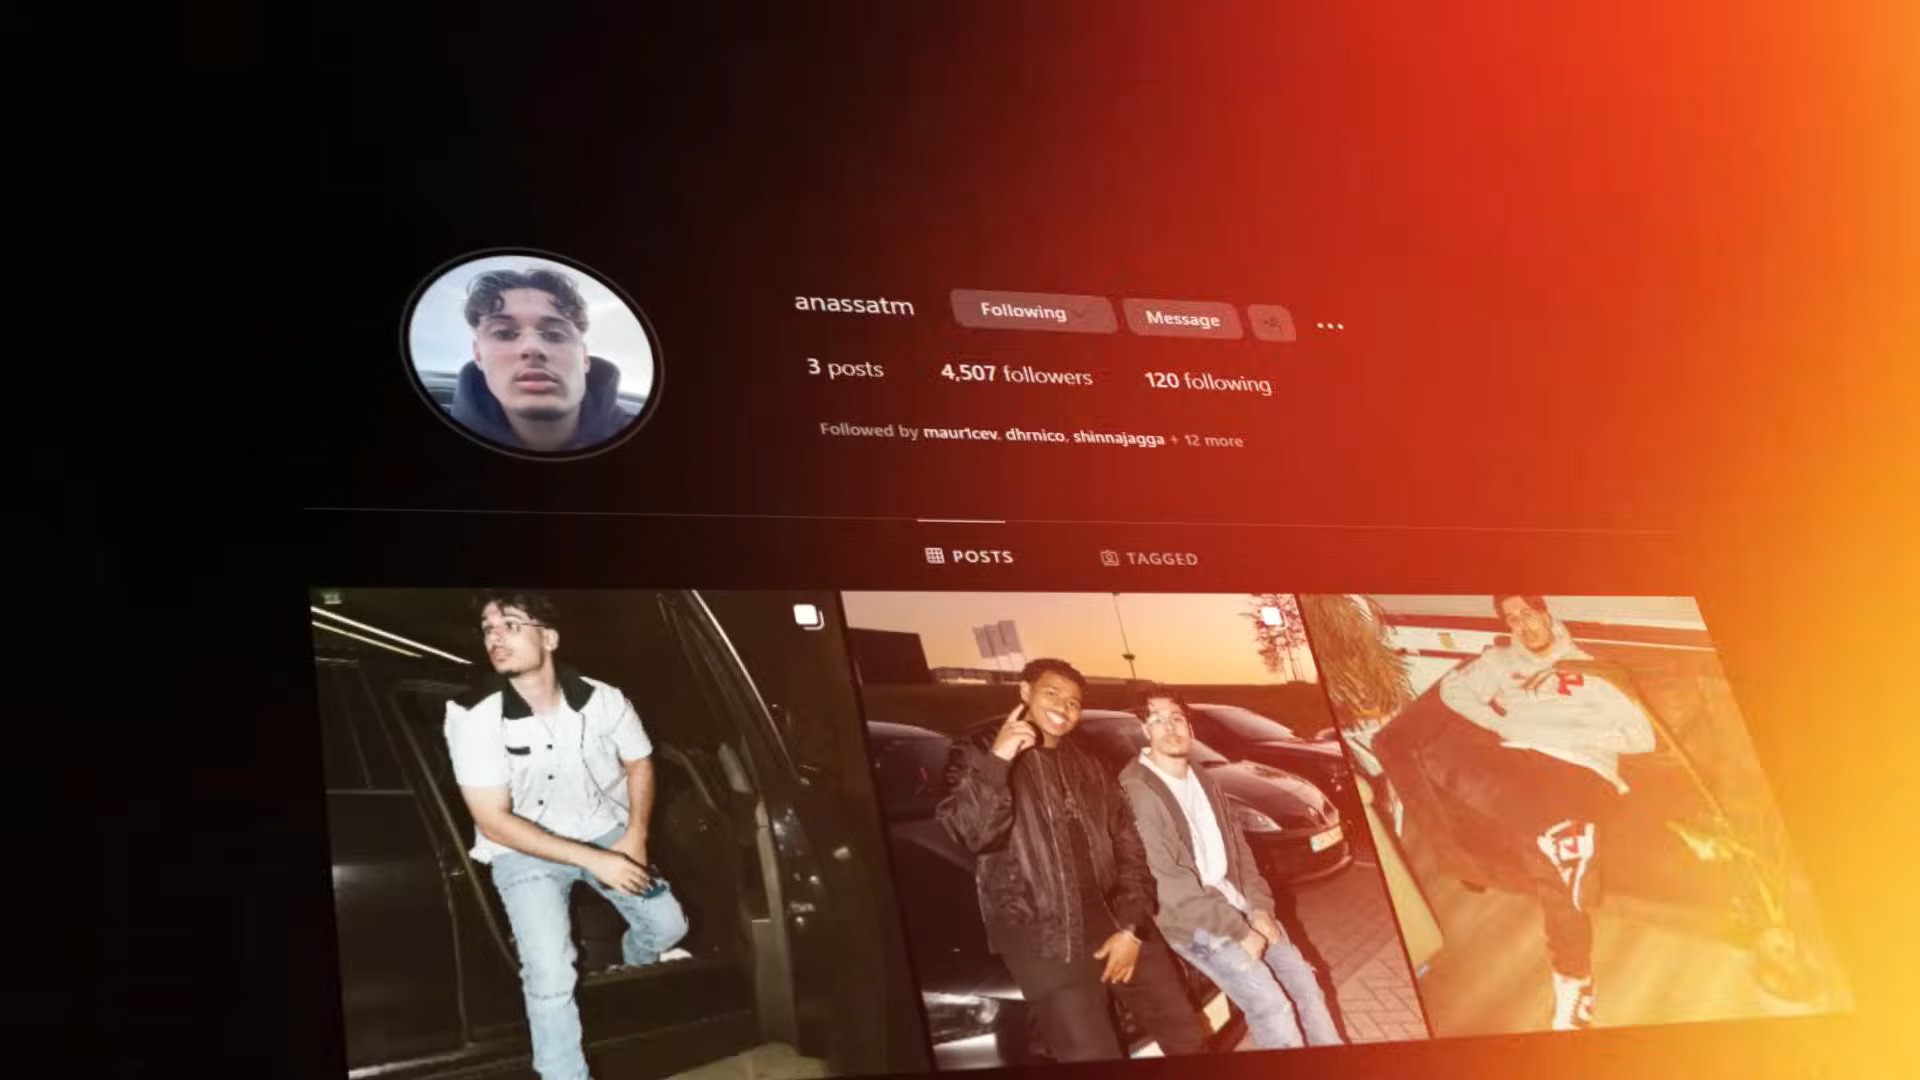 anassatm Following Message
3 posts 4,507 followers 120 following
Followed by maur1cev, dhrnico, shinnajagga + 12 more
POSTS TAGGED